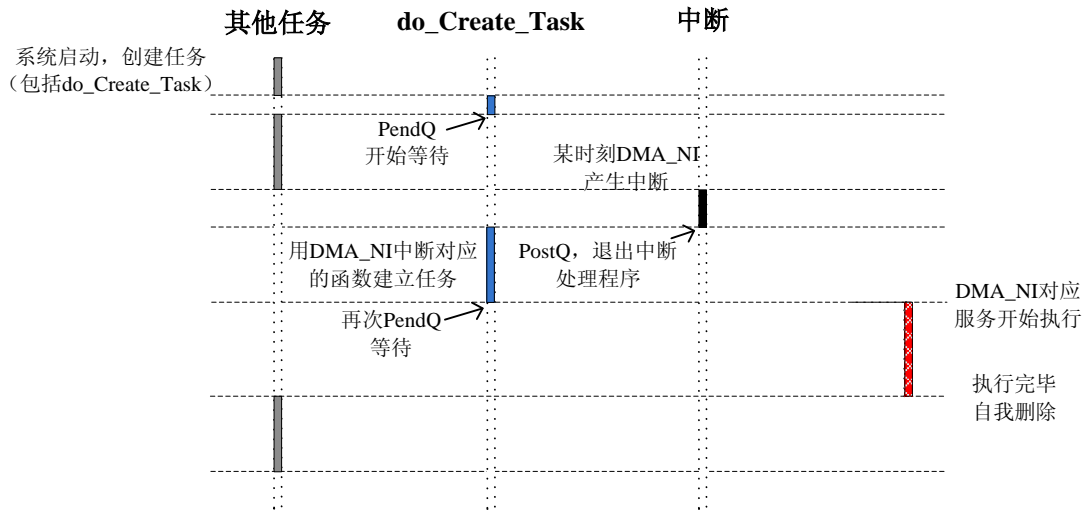 其他任务
do_Create_Task
中断
系统启动，创建任务
（包括do_Create_Task）
PendQ
开始等待
某时刻DMA_NI
产生中断
用DMA_NI中断对应
的函数建立任务
PostQ，退出中断
处理程序
再次PendQ
等待
DMA_NI对应
服务开始执行
执行完毕
自我删除